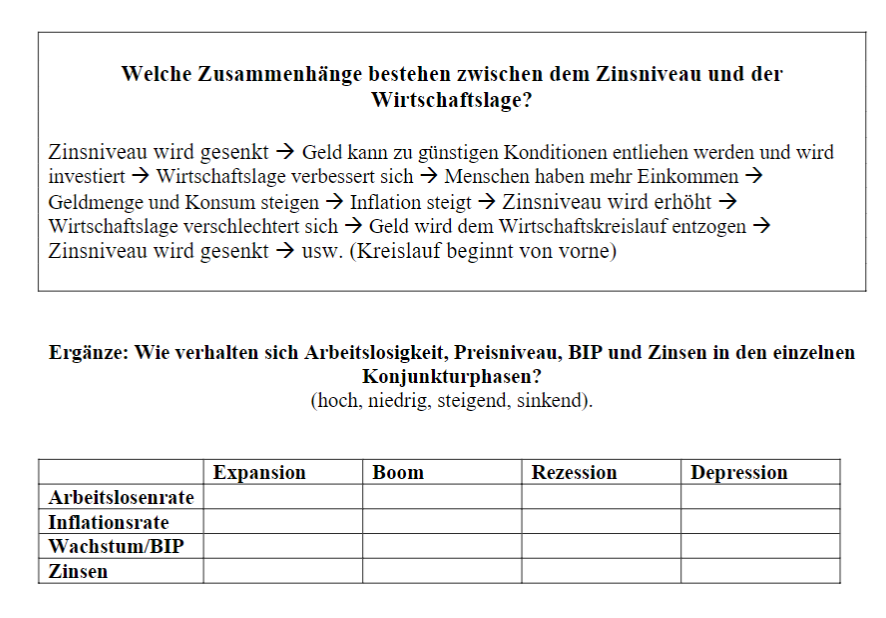 Welche Zusammenhänge bestehen zwischen dem Zinsniveau und der
Wirtschaftslage?
Zinsniveau wird gesenkt → Geld kann zu günstigen Konditionen entliehen werden und wird
investiert → Wirtschaftslage verbessert sich → Menschen haben mehr Einkommen →
Geldmenge und Konsum steigen → Inflation steigt → Zinsniveau wird erhöht →
Wirtschaftslage verschlechtert sich → Geld wird dem Wirtschaftskreislauf entzogen →
Zinsniveau wird gesenkt → usw. (Kreislauf beginnt von vorne)
Ergänze: Wie verhalten sich Arbeitslosigkeit, Preisniveau, BIP und Zinsen in den einzelnen
Konjunkturphasen?
(hoch, niedrig, steigend, sinkend).
Expansion Boom Rezession Depression
Arbeitslosenrate
Inflationsrate
Wachstum/BIP
Zinsen